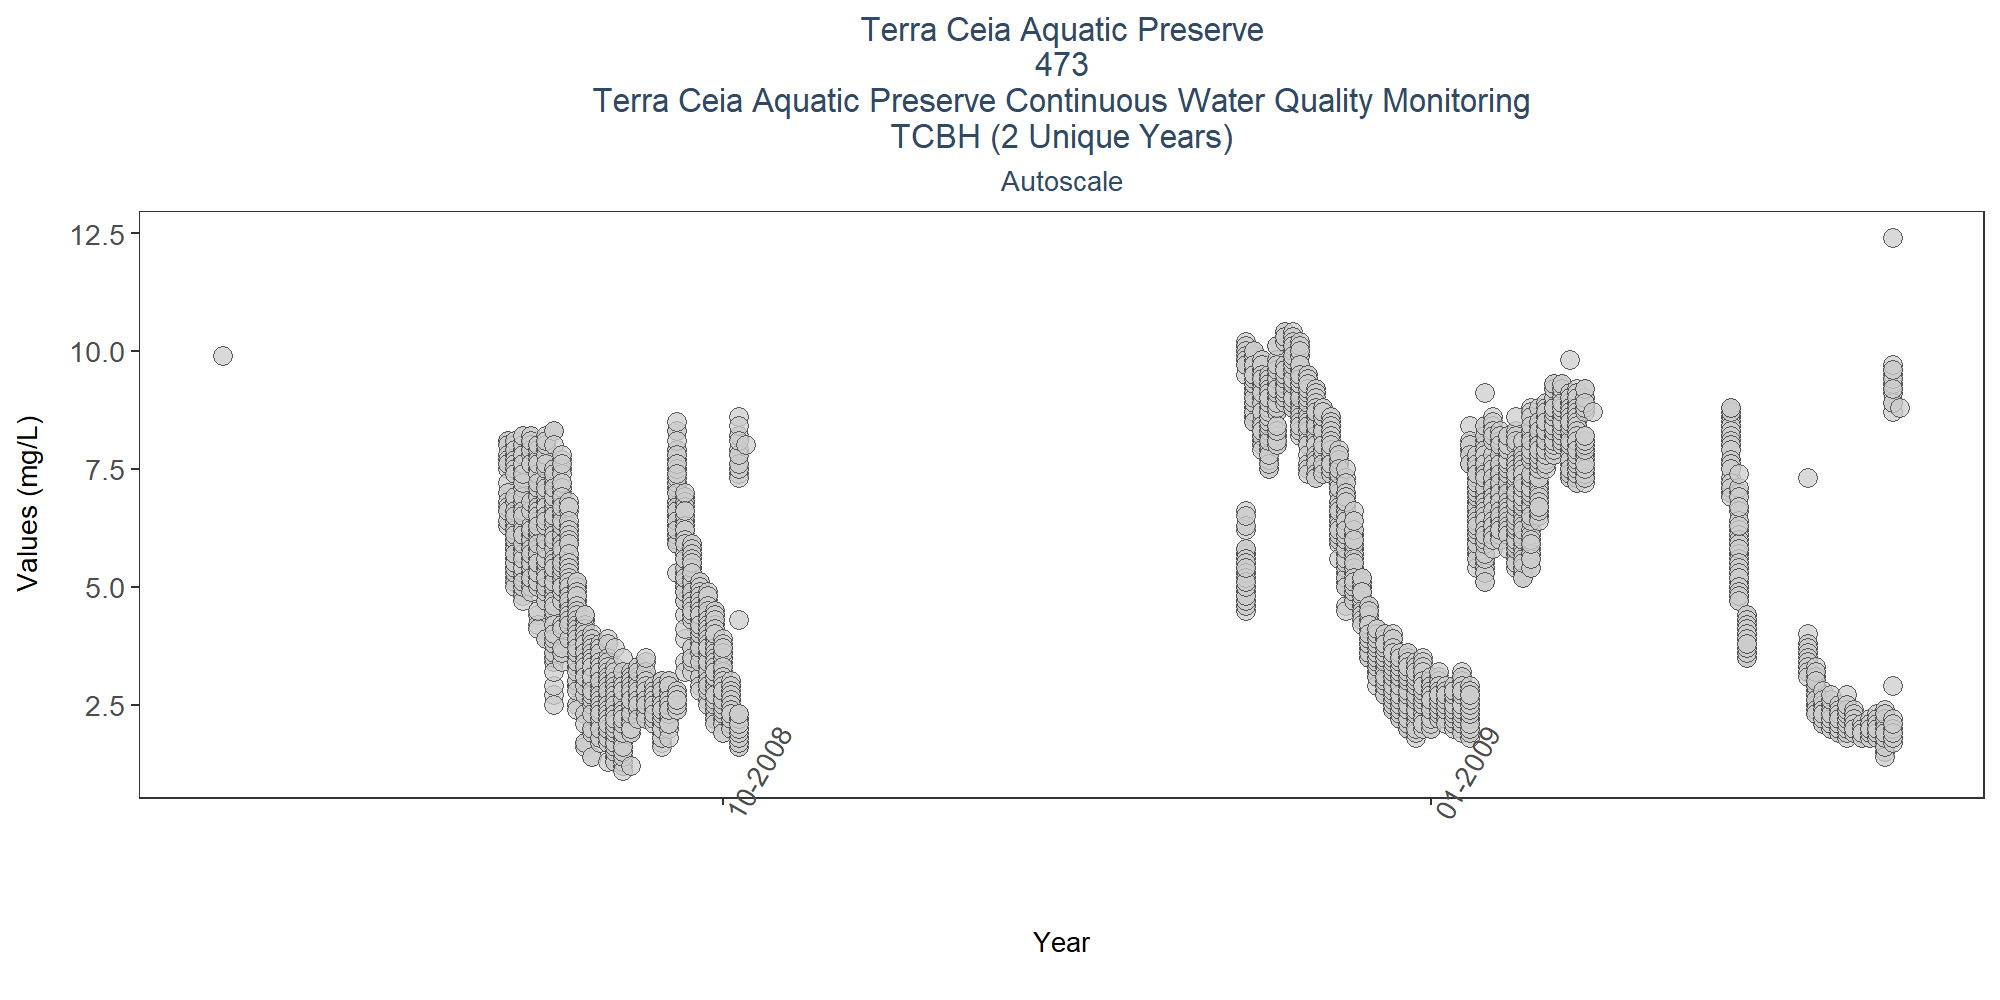 Terra Ceia Aquatic Preserve
473
Terra Ceia Aquatic Preserve Continuous Water Quality Monitoring
TCBH (2 Unique Years)
Autoscale
Values (mg/L)
12.5
10.0
7.5
5.0
2.5
10-2008
01-2009
Year